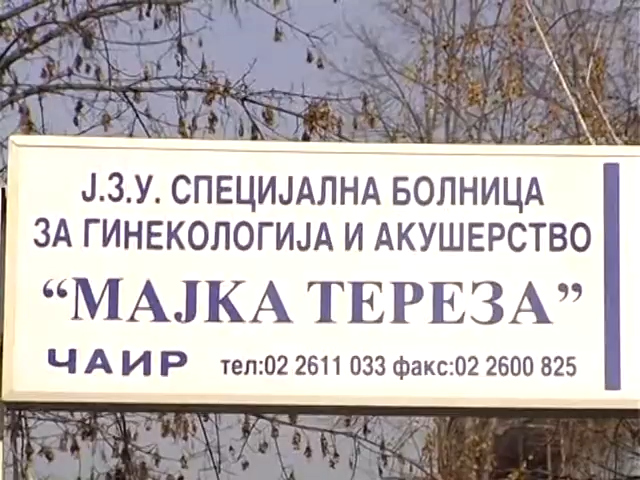 Ј.З.У. СПЕЦИЈАЛНА БОЛНИЦА
ЗА ГИНЕКОЛОГИЈА И АКУШЕРСТВО
“МАЈКА ТЕРЕЗА”
ЧАИР тел:02 2611 033 факс:02 2600 825